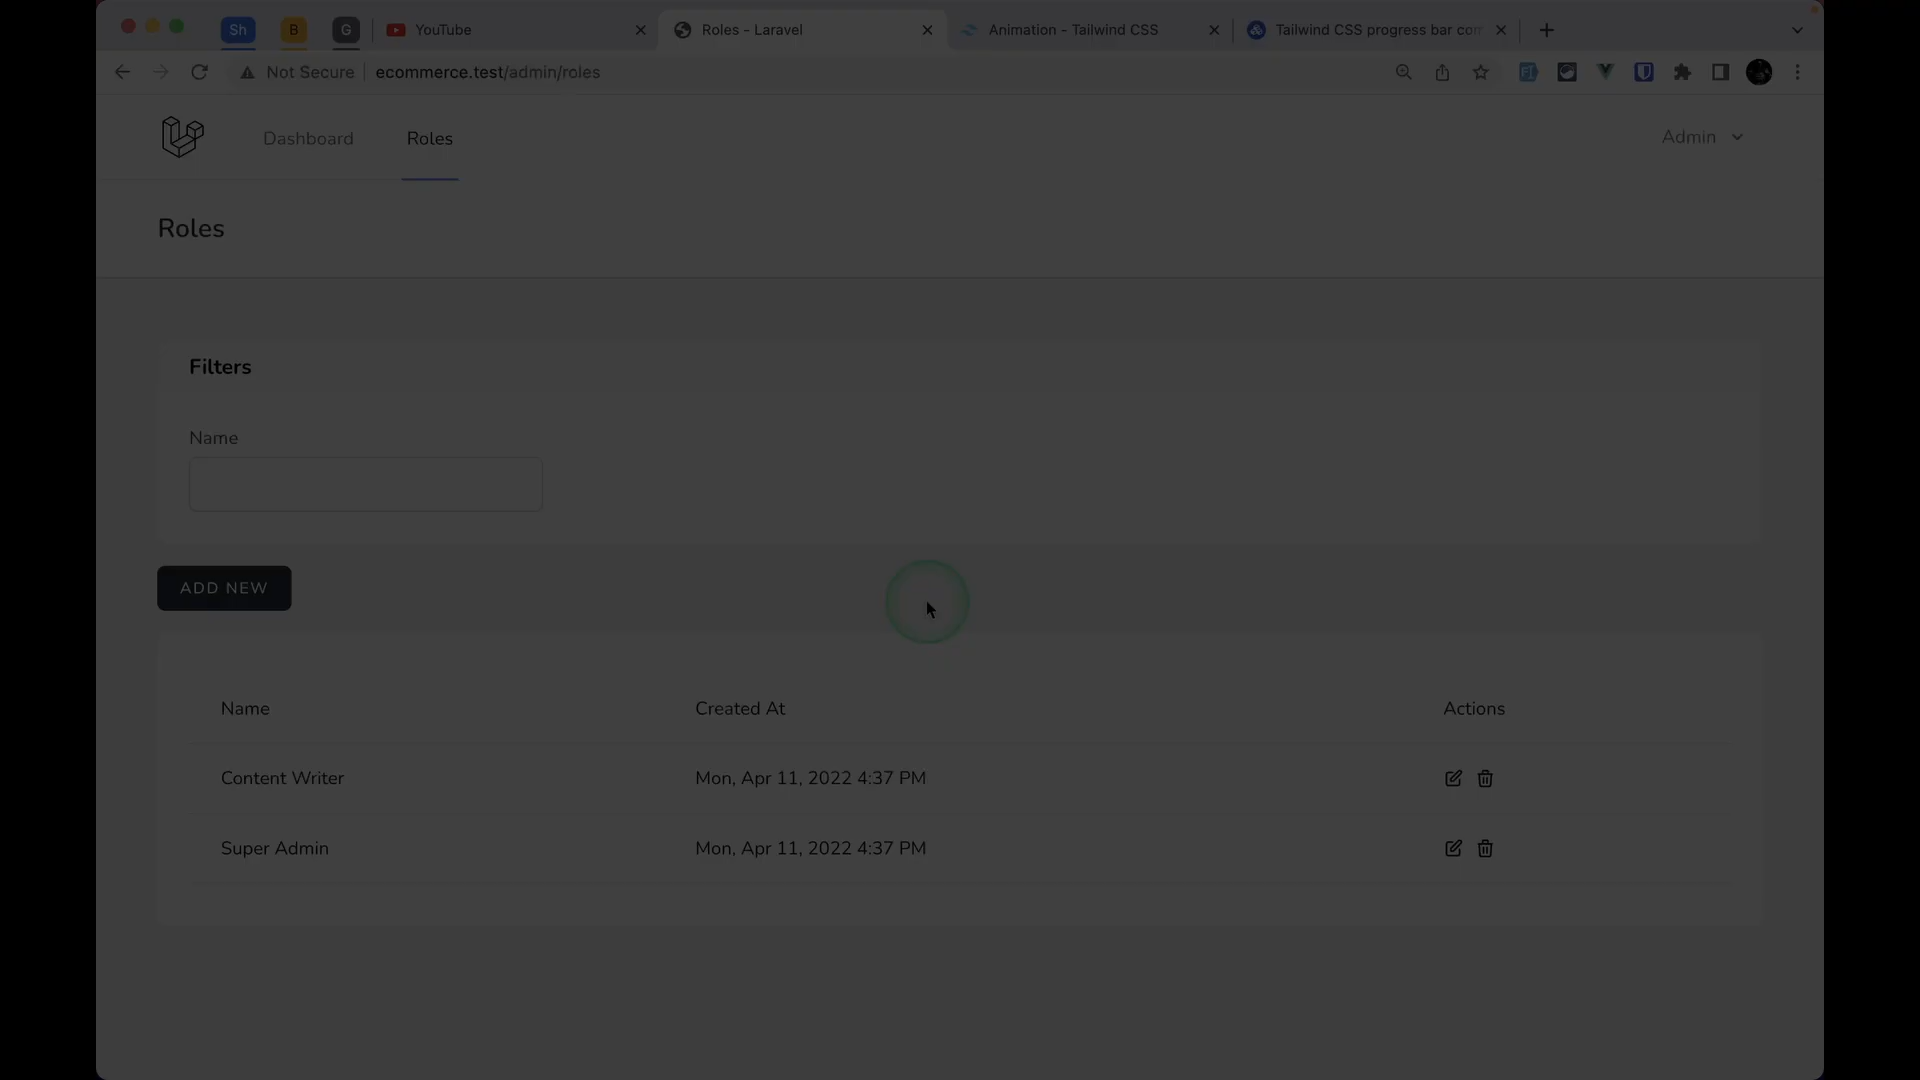 Sh B G YouTube Roles - Laravel Animation - Tailwind CSS Tailwind CSS progress bar com
Not Secure ecommerce.test/admin/roles
Dashboard Roles Admin
Roles
Filters
Name
ADD NEW
Name Created At Actions
Content Writer Mon, Apr 11, 2022 4:37 PM
Super Admin Mon, Apr 11, 2022 4:37 PM